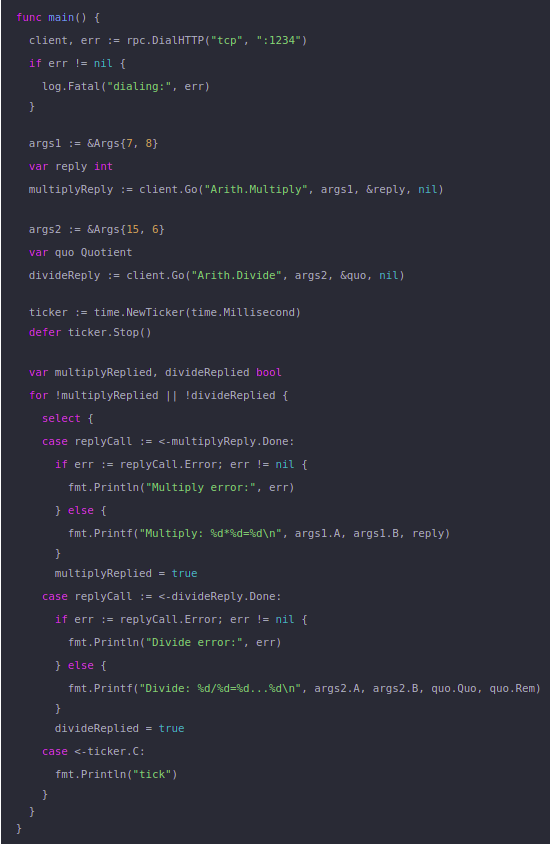 func main() {
client, err := rpc.DialHTTP("tcp", ":1234")
if err != nil {
log.Fatal("dialing:", err)
}
args1 := &Args{7, 8}
var reply int
multiplyReply := client.Go("Arith.Multiply", args1, &reply, nil)
args2 := &Args{15, 6}
var quo Quotient
divideReply := client.Go("Arith.Divide", args2, &quo, nil)
ticker := time.NewTicker(time.Millisecond)
defer ticker.Stop()
var multiplyReplied, divideReplied bool
for !multiplyReplied || !divideReplied {
select {
case replyCall := <-multiplyReply.Done:
if err := replyCall.Error; err != nil {
fmt.Println("Multiply error:", err)
} else {
fmt.Printf("Multiply: %d*%d=%d\n", args1.A, args1.B, reply)
}
multiplyReplied = true
case replyCall := <-divideReply.Done:
if err := replyCall.Error; err != nil {
fmt.Println("Divide error:", err)
} else {
fmt.Printf("Divide: %d/%d=%d...%d\n", args2.A, args2.B, quo.Quo, quo.Rem)
}
divideReplied = true
case <-ticker.C:
fmt.Println("tick")
}
}
}